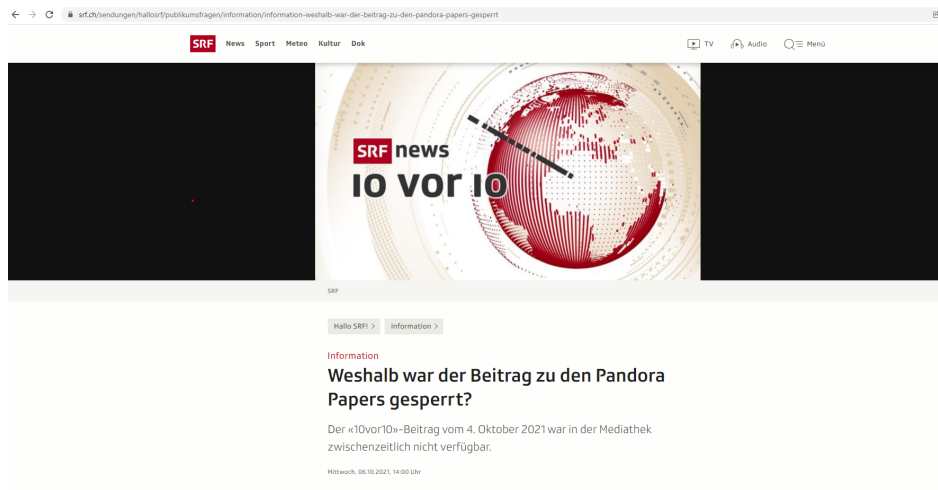 srf.ch/sendungen/hallosrf/publikumsfragen/information/information-weshalb-war-der-beitrag-zu-den-pandora-papers-gesperrt
SRF News Sport Meteo Kultur Dok TV Audio Menü
SRF news
10 vor 10
SRF
Hallo SRF! > Information >
Information
Weshalb war der Beitrag zu den Pandora
Papers gesperrt?
Der «10vor10»-Beitrag vom 4. Oktober 2021 war in der Mediathek
zwischenzeitlich nicht verfügbar.
Mittwoch, 06.10.2021, 14:00 Uhr